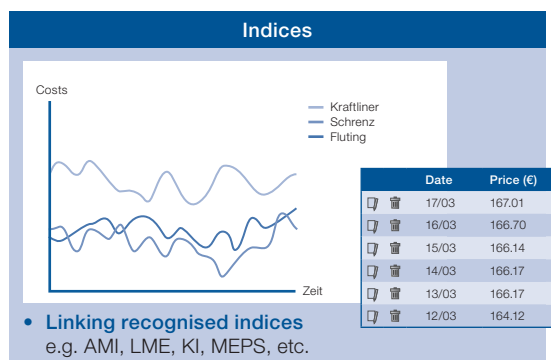 Indices
Costs
Kraftliner
Schrenz
Fluting
Zeit
Date Price (€)
17/03 167.01
16/03 166.70
15/03 166.14
14/03 166.17
13/03 166.17
12/03 164.12
• Linking recognised indices
e.g. AMI, LME, KI, MEPS, etc.